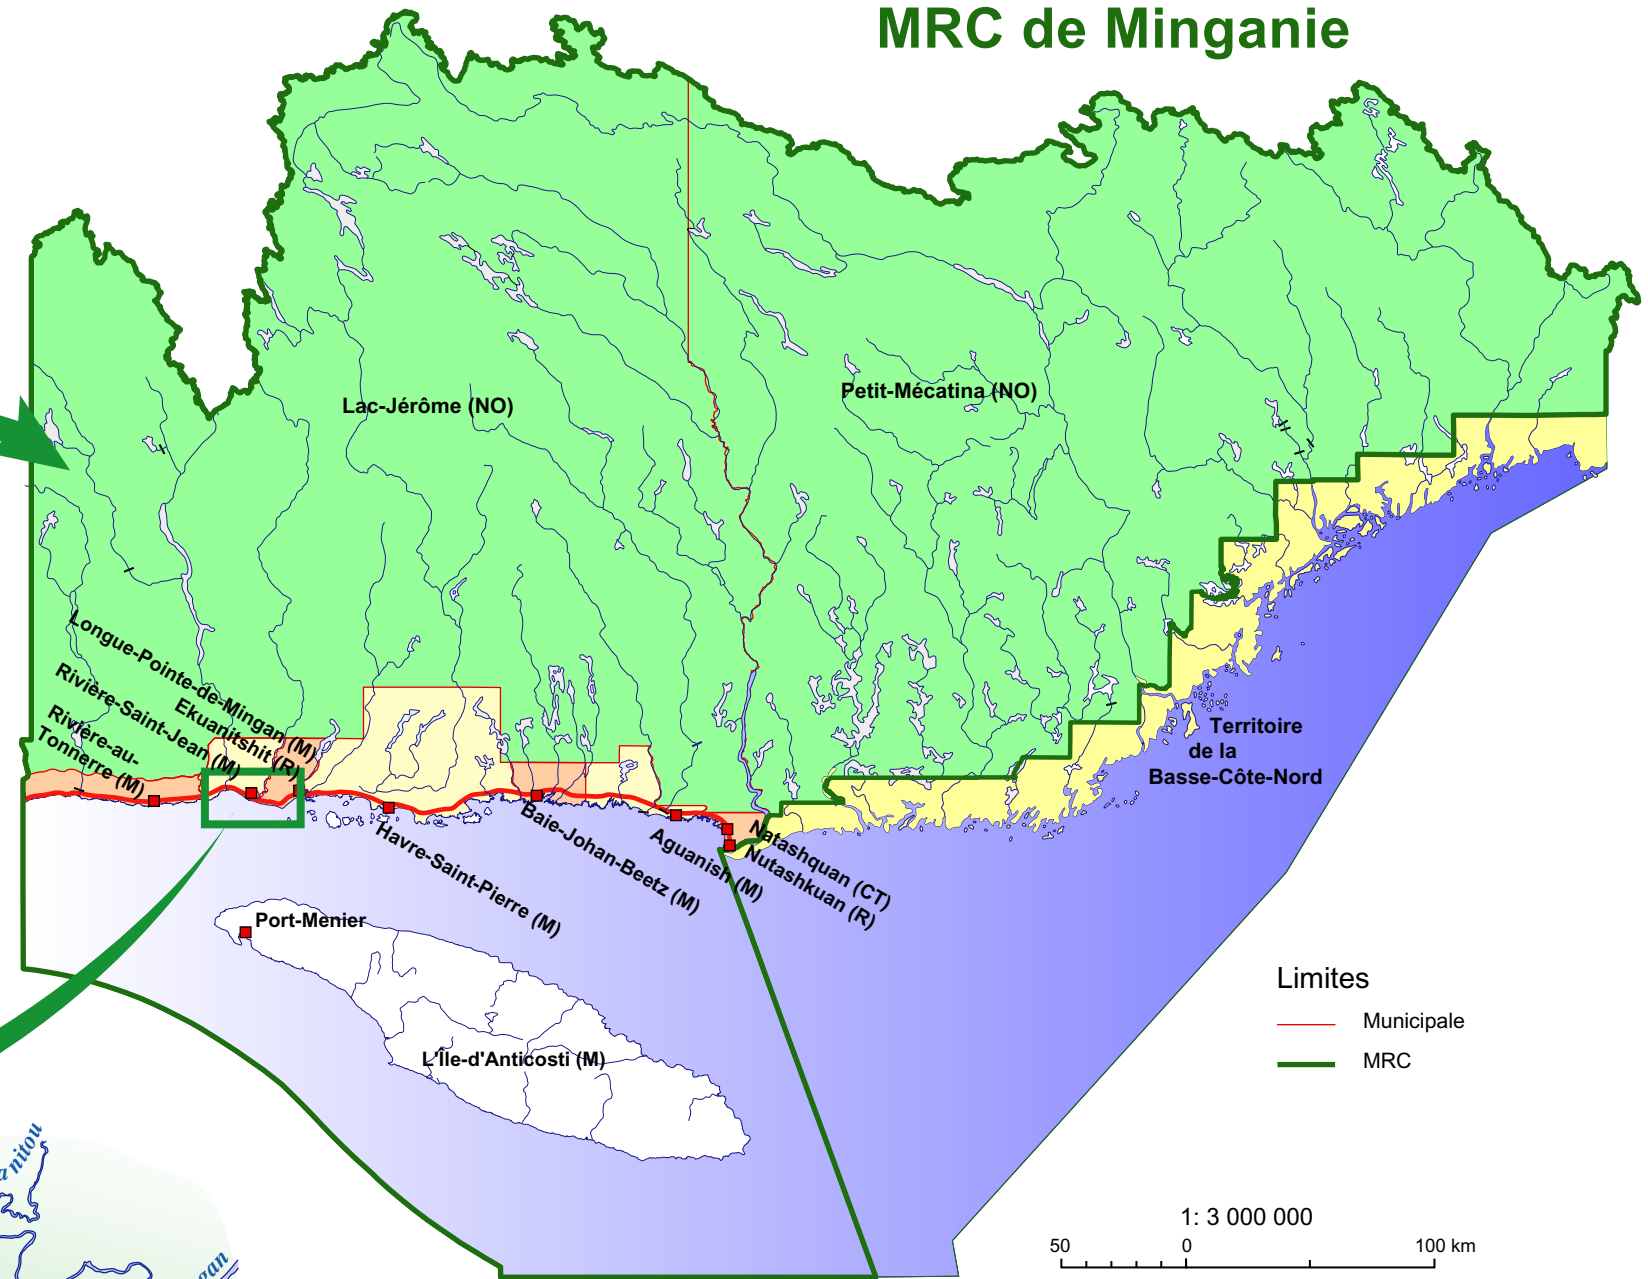 MRC de Minganie
Lac-Jérôme (NO)
Petit-Mécatina (NO)
Longue-Pointe-de-Mingan (M)
Ekuanitshit (R)
Rivière-Saint-Jean (M)
Rivière-au-
Tonnerre (M)
Havre-Saint-Pierre (M)
Baie-Johan-Beetz (M)
Aguanish (M)
Natashquan (CT)
Nutashkuan (R)
Territoire
de la
Basse-Côte-Nord
Port-Menier
L'Île-d'Anticosti (M)
Limites
Municipale
MRC
1: 3 000 000
50 0 100 km
anitou
gan